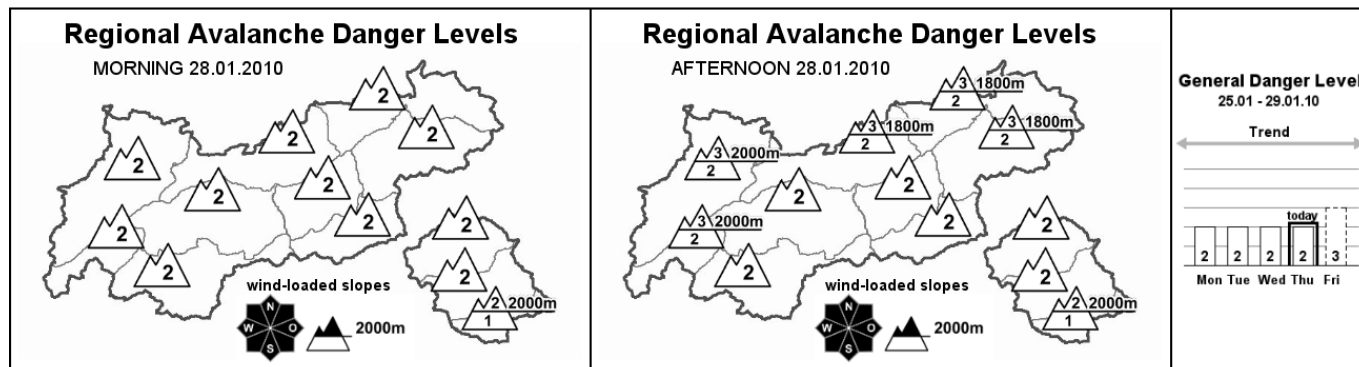 Regional Avalanche Danger Levels
MORNING 28.01.2010
2
2
2
2
2
2
2
2
2
2
2
2
2 2000m
1
wind-loaded slopes
N
W O
S
2000m
Regional Avalanche Danger Levels
AFTERNOON 28.01.2010
3 1800m
2
3 1800m
2
3 1800m
2
3 2000m
2
2
2
3 2000m
2
2
2
2
2
2 2000m
1
wind-loaded slopes
N
W O
S
2000m
General Danger Level
25.01 - 29.01.10
Trend
today
2 2 2 2 3
Mon Tue Wed Thu Fri